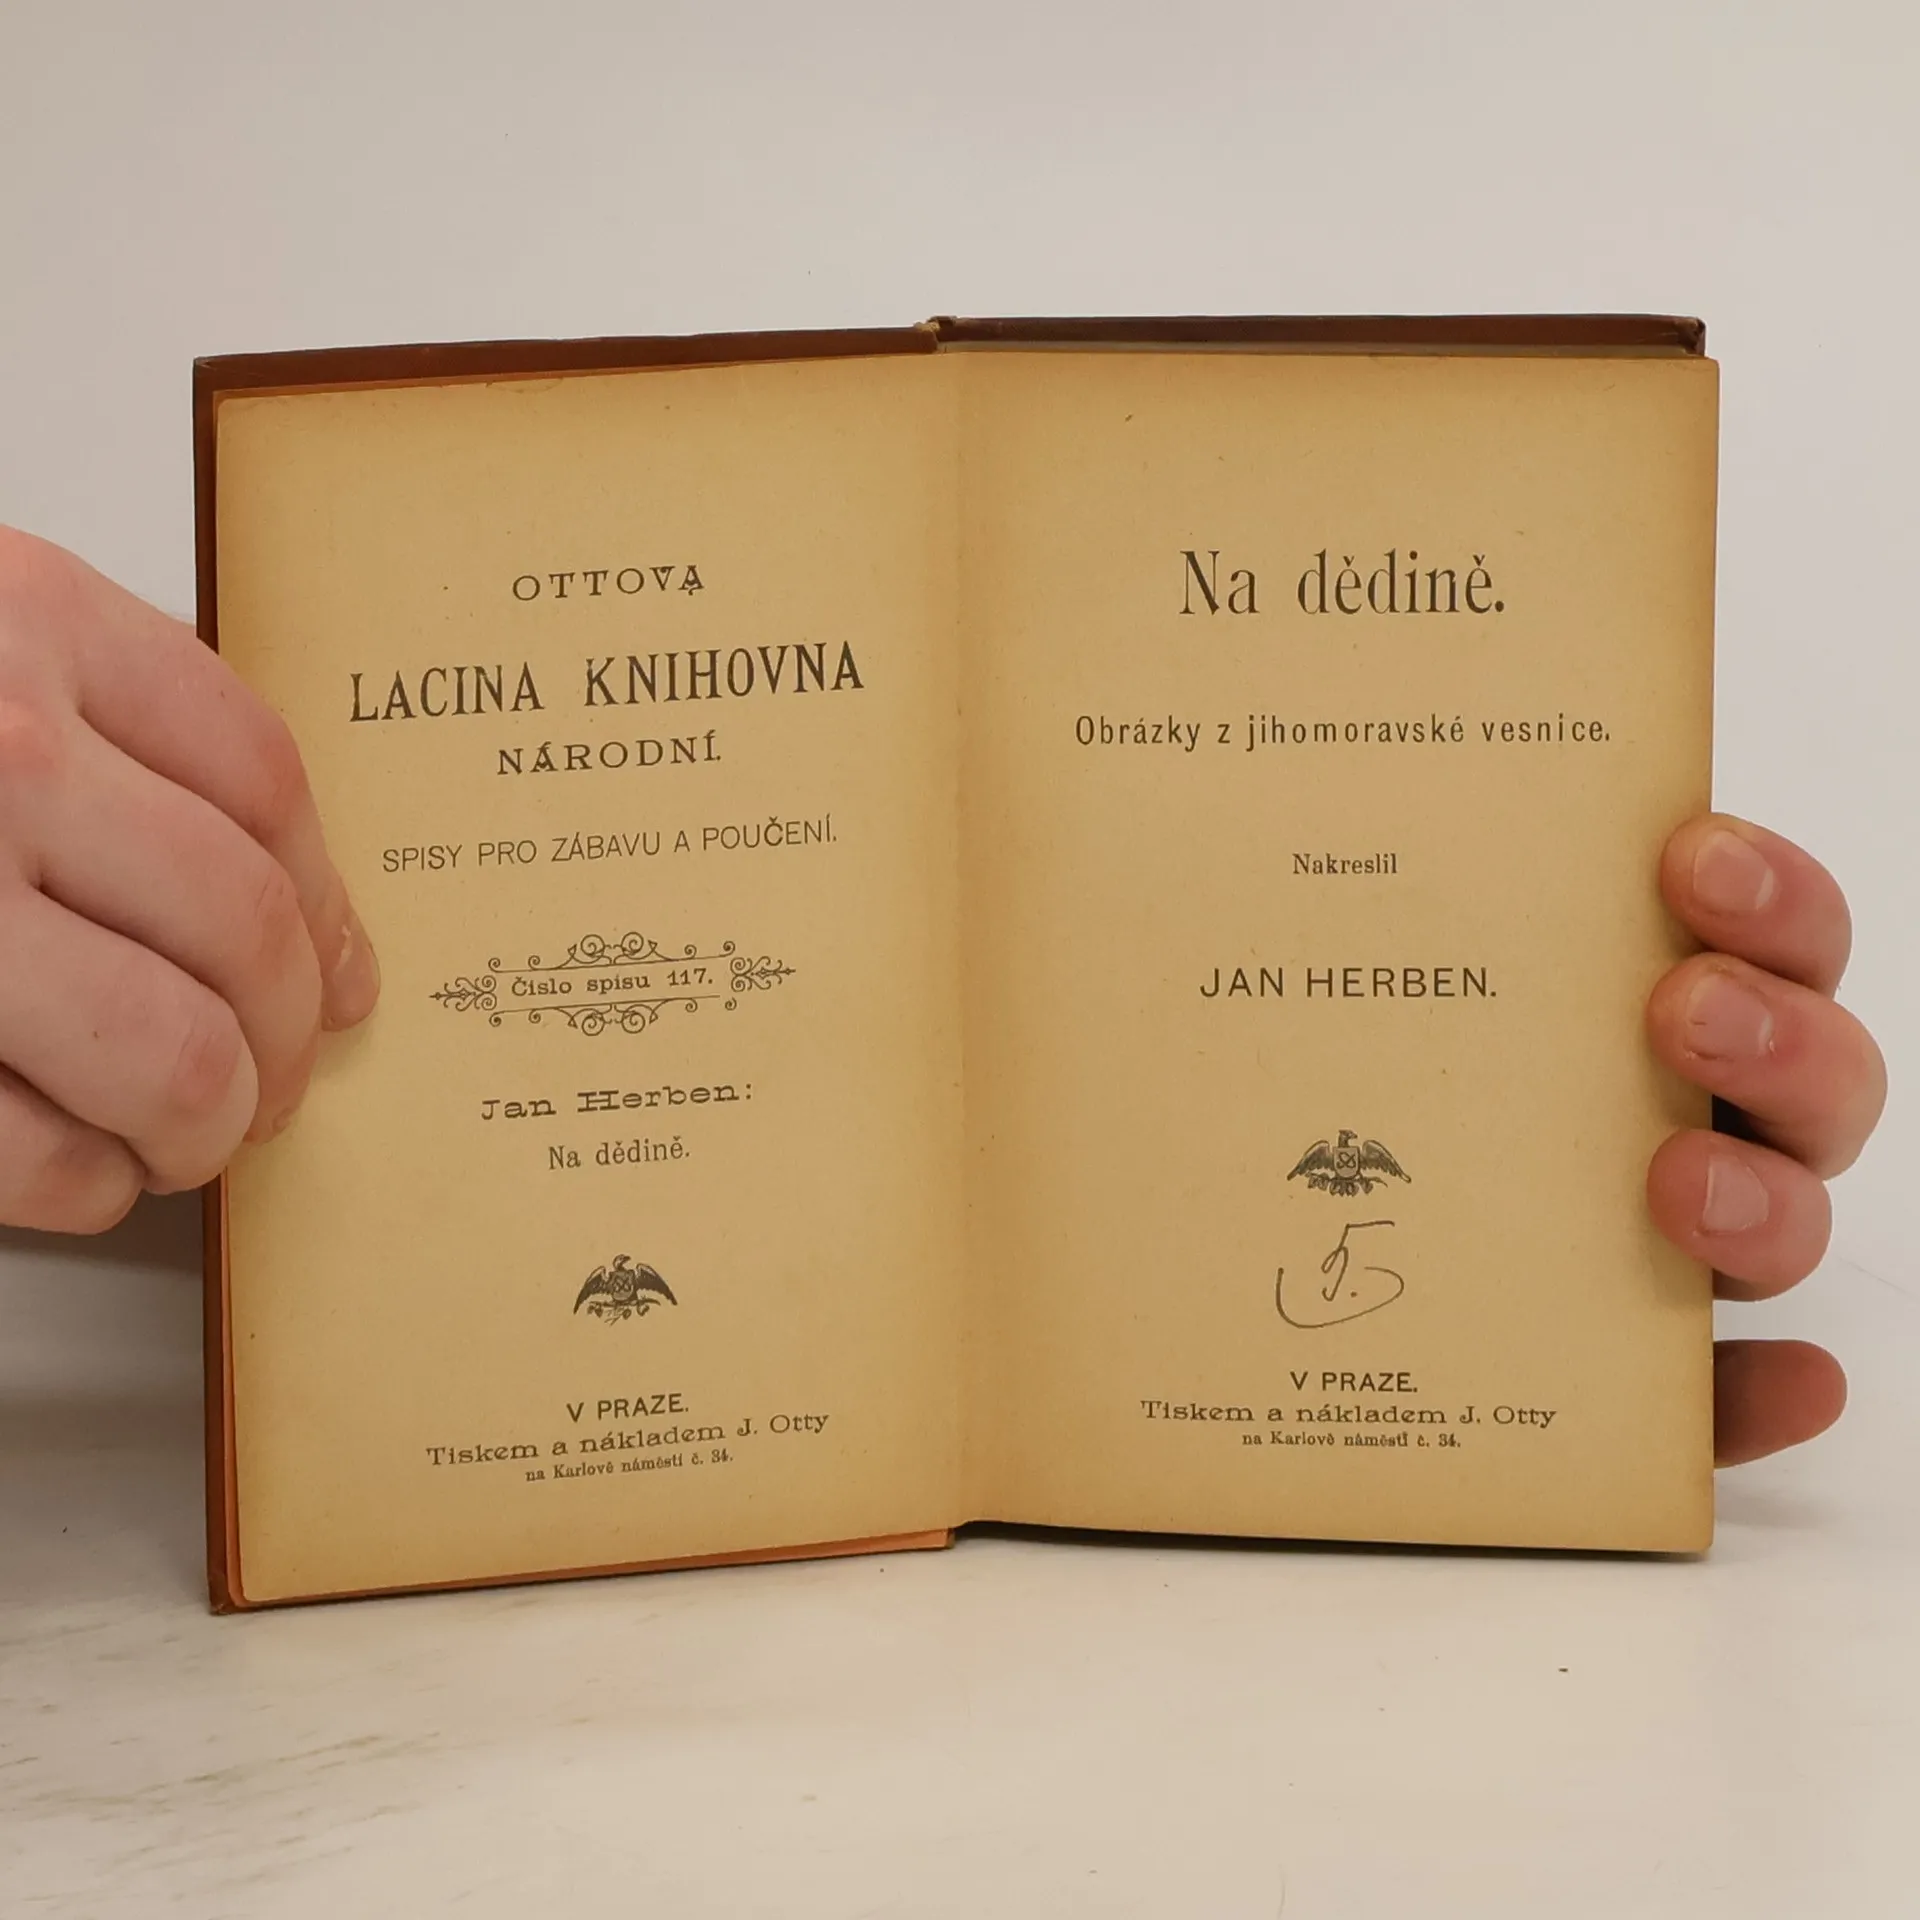 OTTOVA
LACINA KNIHOVNA
NÁRODNÍ.
SPISY PRO ZÁBAVU A POUČENÍ.
Číslo spisu 117.
Jan Herben:
Na dědině.
V PRAZE.
Tiskem a nákladem J. Otty
na Karlově náměstí č. 34.
Na dědině.
Obrázky z jihomoravské vesnice.
Nakreslil
JAN HERBEN.
V PRAZE.
Tiskem a nákladem J. Otty
na Karlově náměstí č. 34.